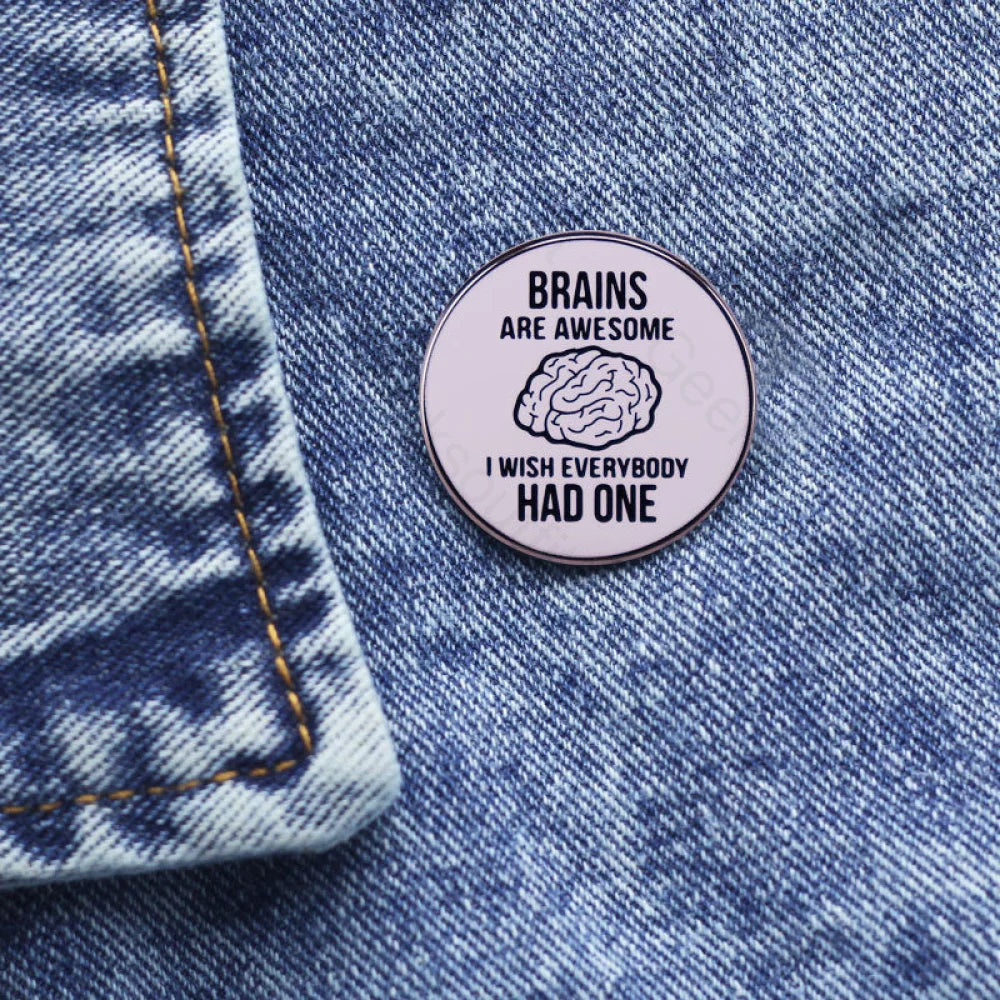 BRAINS
ARE AWESOME
I WISH EVERYBODY
HAD ONE